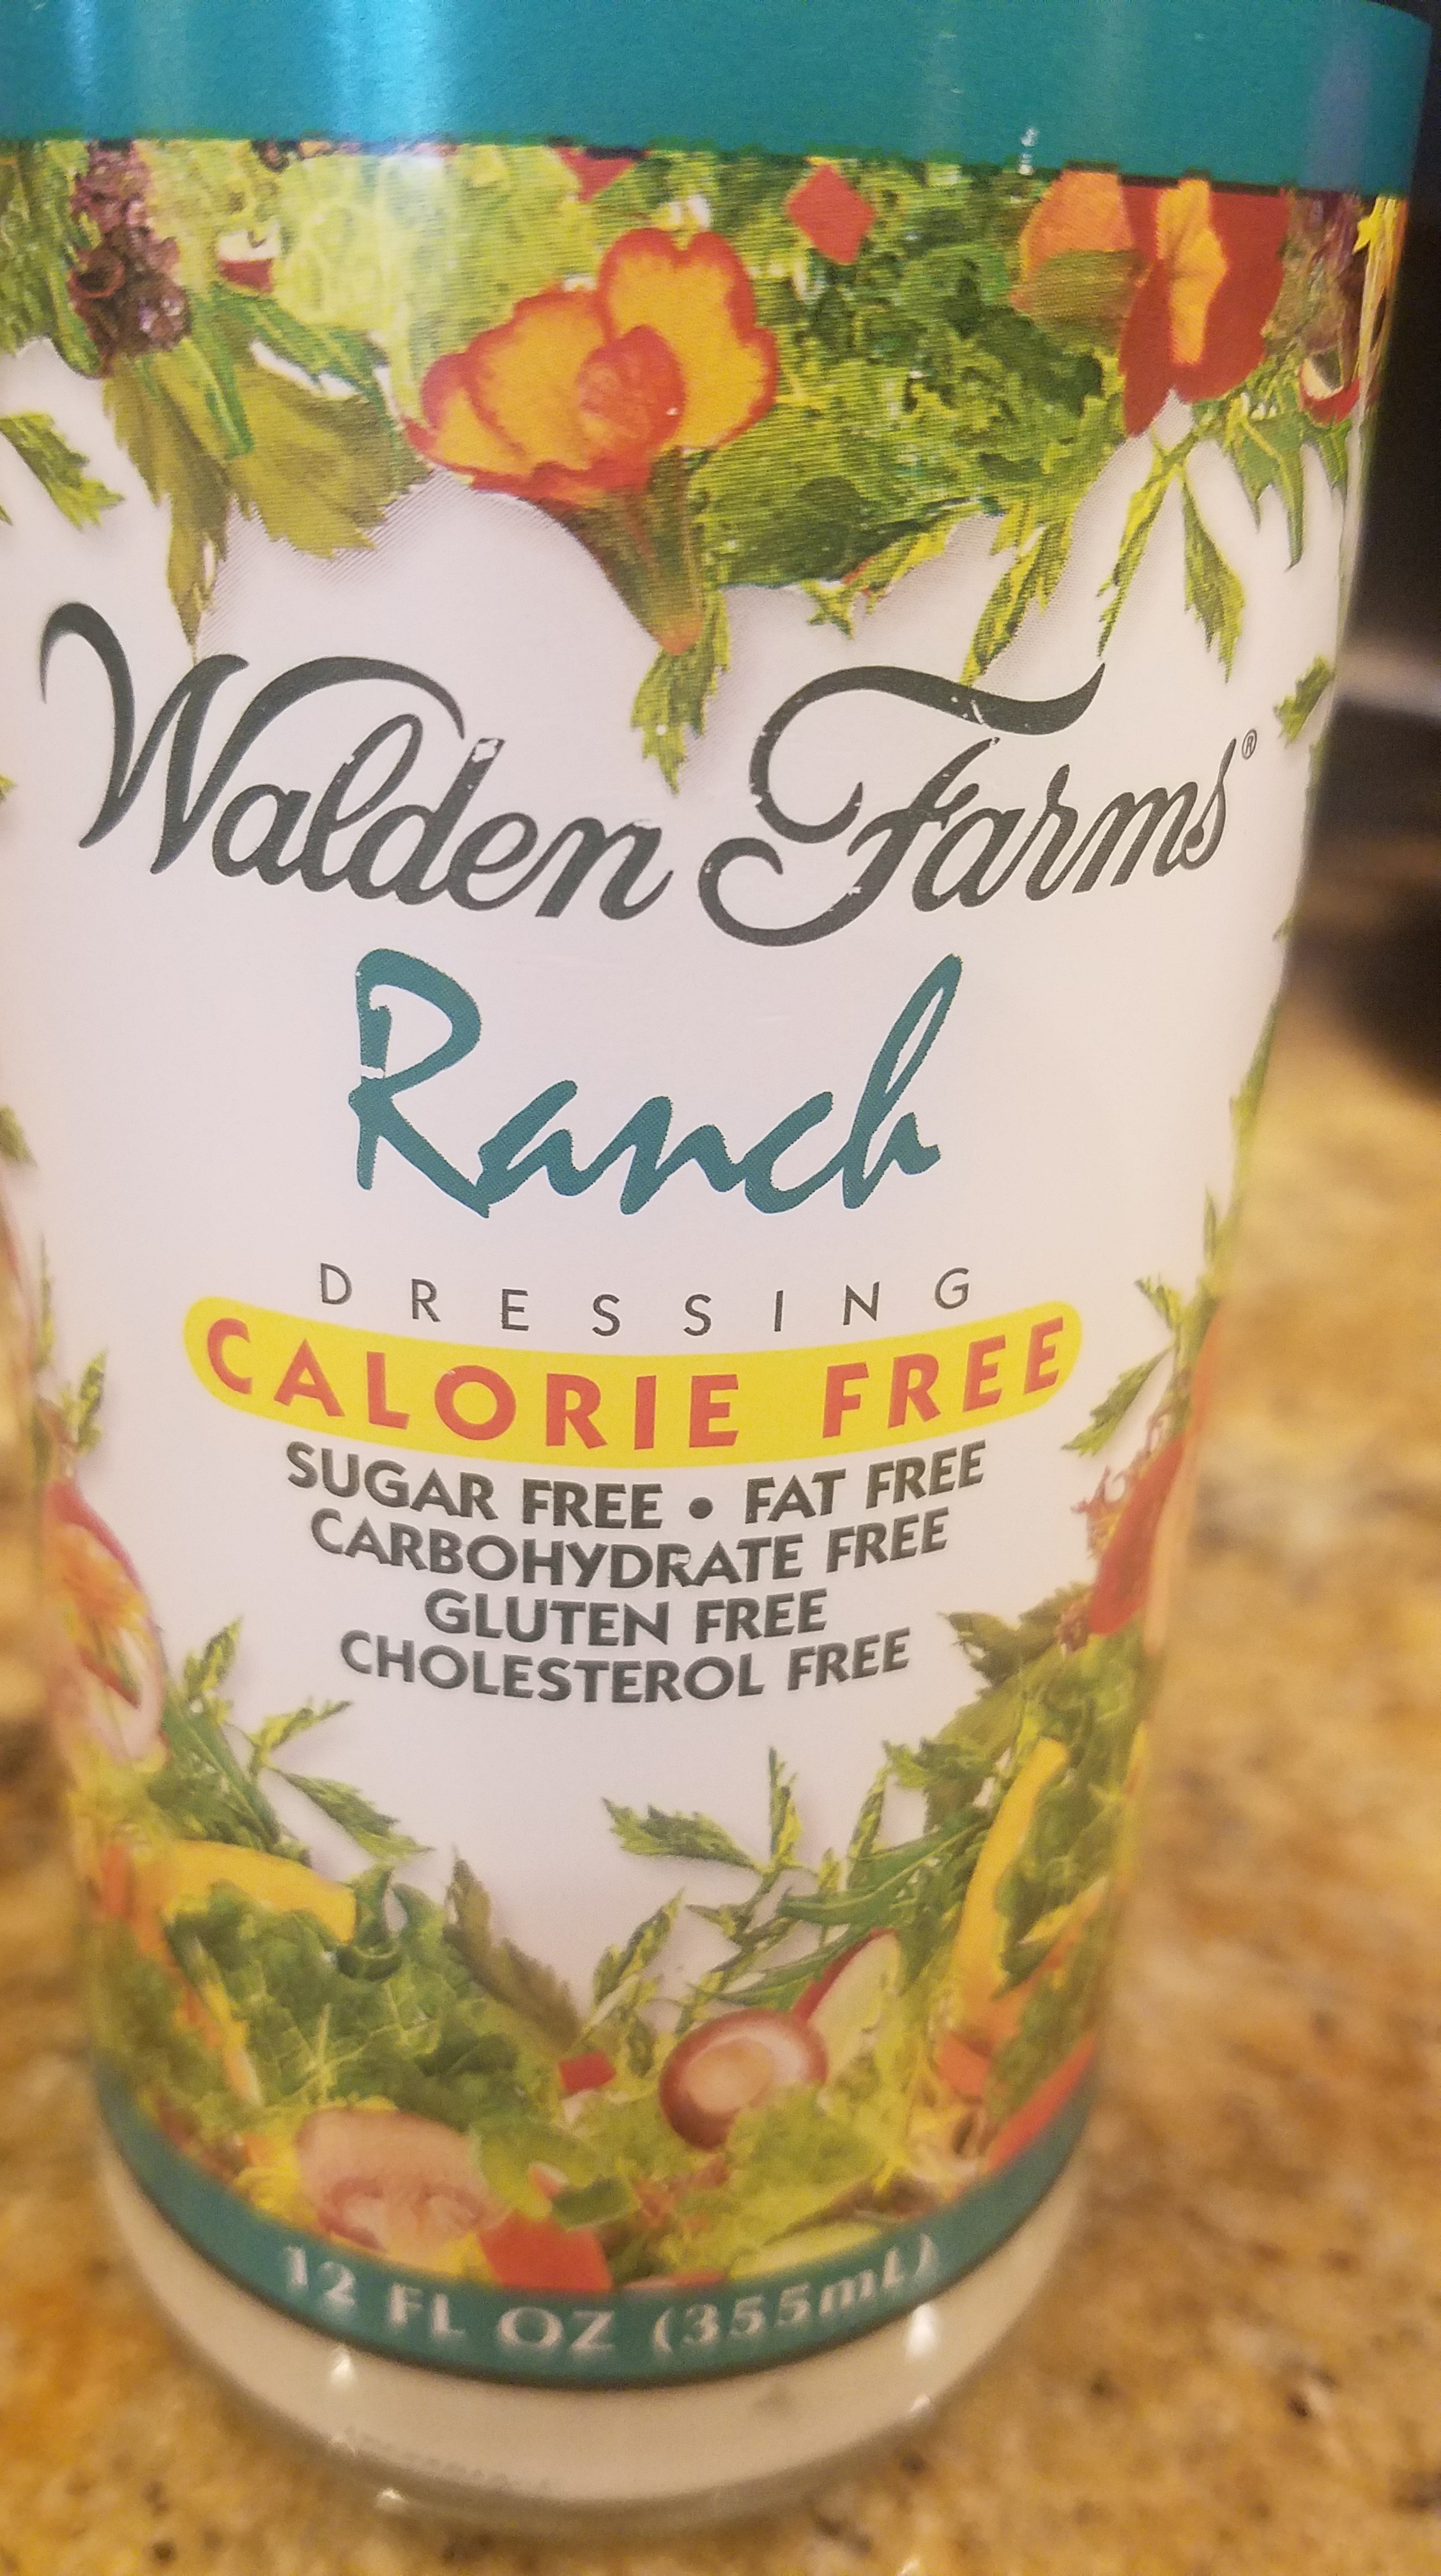 Walden Farms®
Ranch
DRESSING
CALORIE FREE
SUGAR FREE • FAT FREE
CARBOHYDRATE FREE
GLUTEN FREE
CHOLESTEROL FREE
12 FL OZ (355mL)